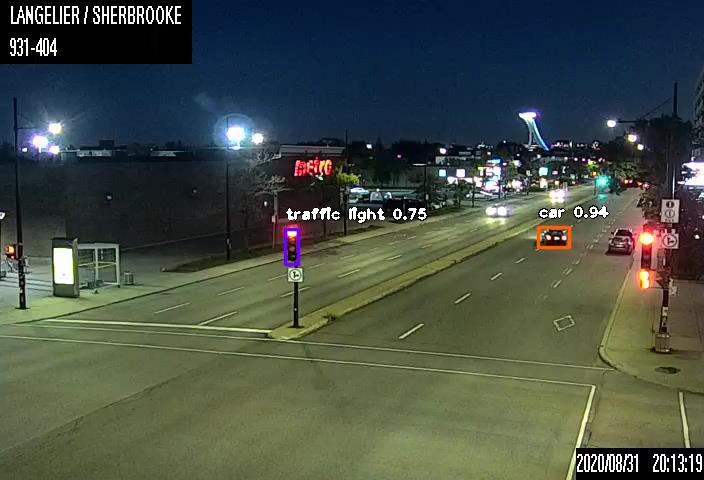 LANGELIER / SHERBROOKE
931-404
metro
traffic light 0.75
car 0.94
2020/08/31 20:13:19